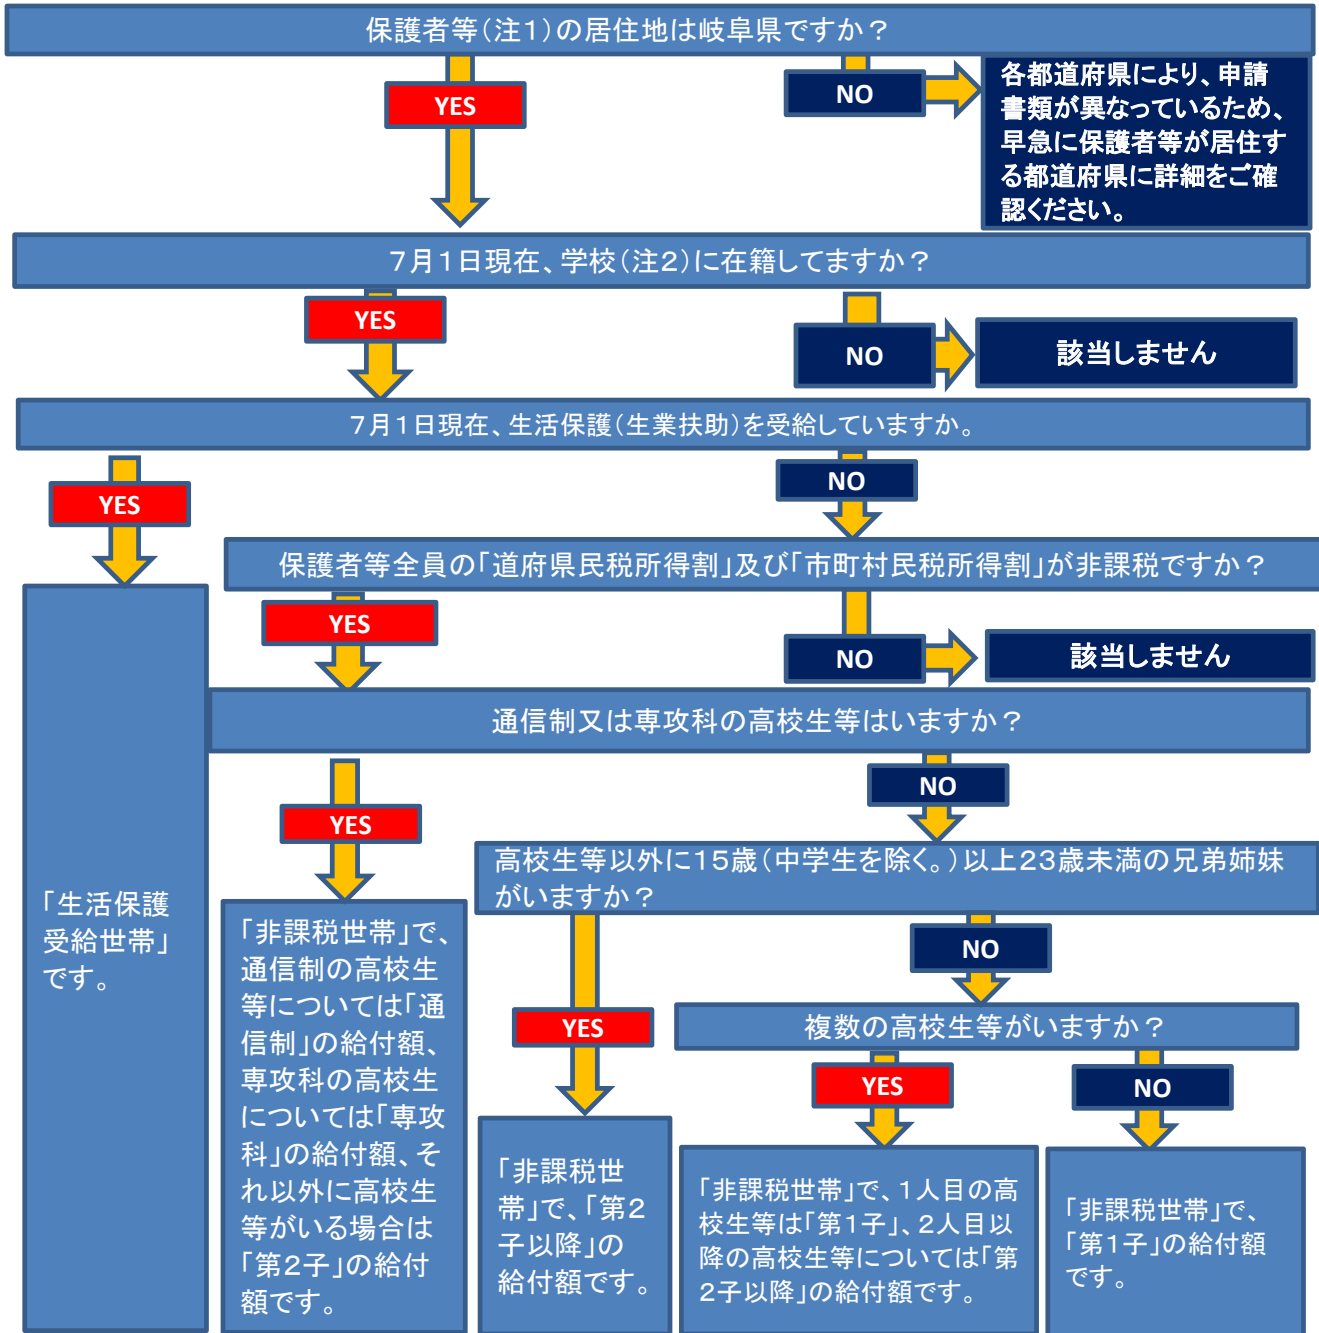 保護者等(注1)の居住地は岐阜県ですか?
YES
NO
各都道府県により、申請
書類が異なっているため、
早急に保護者等が居住す
る都道府県に詳細をご確
認ください。
7月1日現在、学校(注2)に在籍してますか?
YES
NO
該当しません
7月1日現在、生活保護(生業扶助)を受給していますか。
YES
NO
保護者等全員の「道府県民税所得割」及び「市町村民税所得割」が非課税ですか?
YES
NO
該当しません
通信制又は専攻科の高校生等はいますか?
YES
NO
高校生等以外に15歳(中学生を除く。)以上23歳未満の兄弟姉妹
がいますか?
YES
NO
複数の高校生等がいますか?
YES
NO
「生活保護
受給世帯」
です。
「非課税世帯」で、
通信制の高校生
等については「通
信制」の給付額、
専攻科の高校生
については「専攻
科」の給付額、そ
れ以外に高校生
等がいる場合は
「第2子」の給付
額です。
「非課税世
帯」で、「第2
子以降」の
給付額です。
「非課税世帯」で、1人目の高
校生等は「第1子」、2人目以
降の高校生等については「第
2子以降」の給付額です。
「非課税世帯」で、
「第1子」の給付額
です。